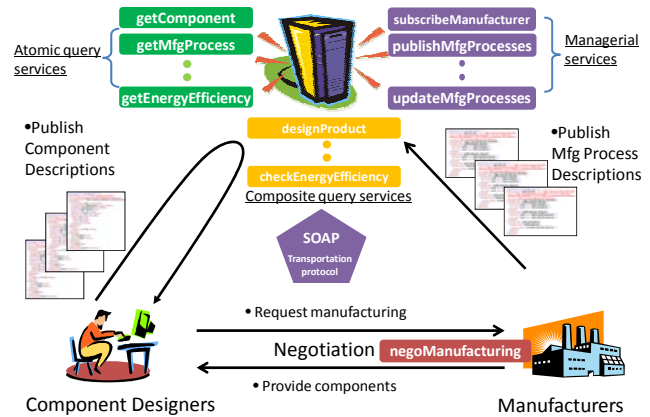 getComponent
subscribeManufacturer
Atomic query
services
getMfgProcess
publishMfgProcesses
Managerial
services
getEnergyEfficiency
updateMfgProcesses
•Publish
Component
Descriptions
designProduct
•Publish
Mfg Process
Descriptions
checkEnergyEfficiency
Composite query services
SOAP
Transportation
protocol
• Request manufacturing
Negotiation negoManufacturing
• Provide components
Component Designers
Manufacturers